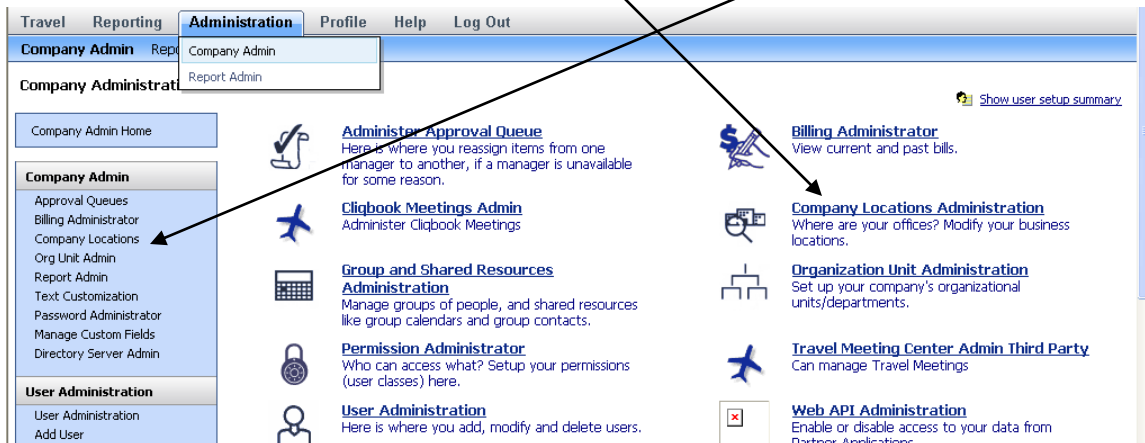 Travel Reporting Administration Profile Help Log Out
Company Admin Repo
Company Admin
Report Admin
Company Administrati
Show user setup summary
Company Admin Home
Company Admin
Approval Queues
Billing Administrator
Company Locations
Org Unit Admin
Report Admin
Text Customization
Password Administrator
Manage Custom Fields
Directory Server Admin
User Administration
User Administration
Add User
Administer Approval Queue
Here is where you reassign items from one
manager to another, if a manager is unavailable
for some reason.
Billing Administrator
View current and past bills.
Cliqbook Meetings Admin
Administer Cliqbook Meetings
Company Locations Administration
Where are your offices? Modify your business
locations.
Group and Shared Resources
Administration
Manage groups of people, and shared resources
like group calendars and group contacts.
Organization Unit Administration
Set up your company's organizational
units/departments.
Permission Administrator
Who can access what? Setup your permissions
(user classes) here.
Travel Meeting Center Admin Third Party
Can manage Travel Meetings
User Administration
Here is where you add, modify and delete users.
Web API Administration
Enable or disable access to your data from
Partner Applications